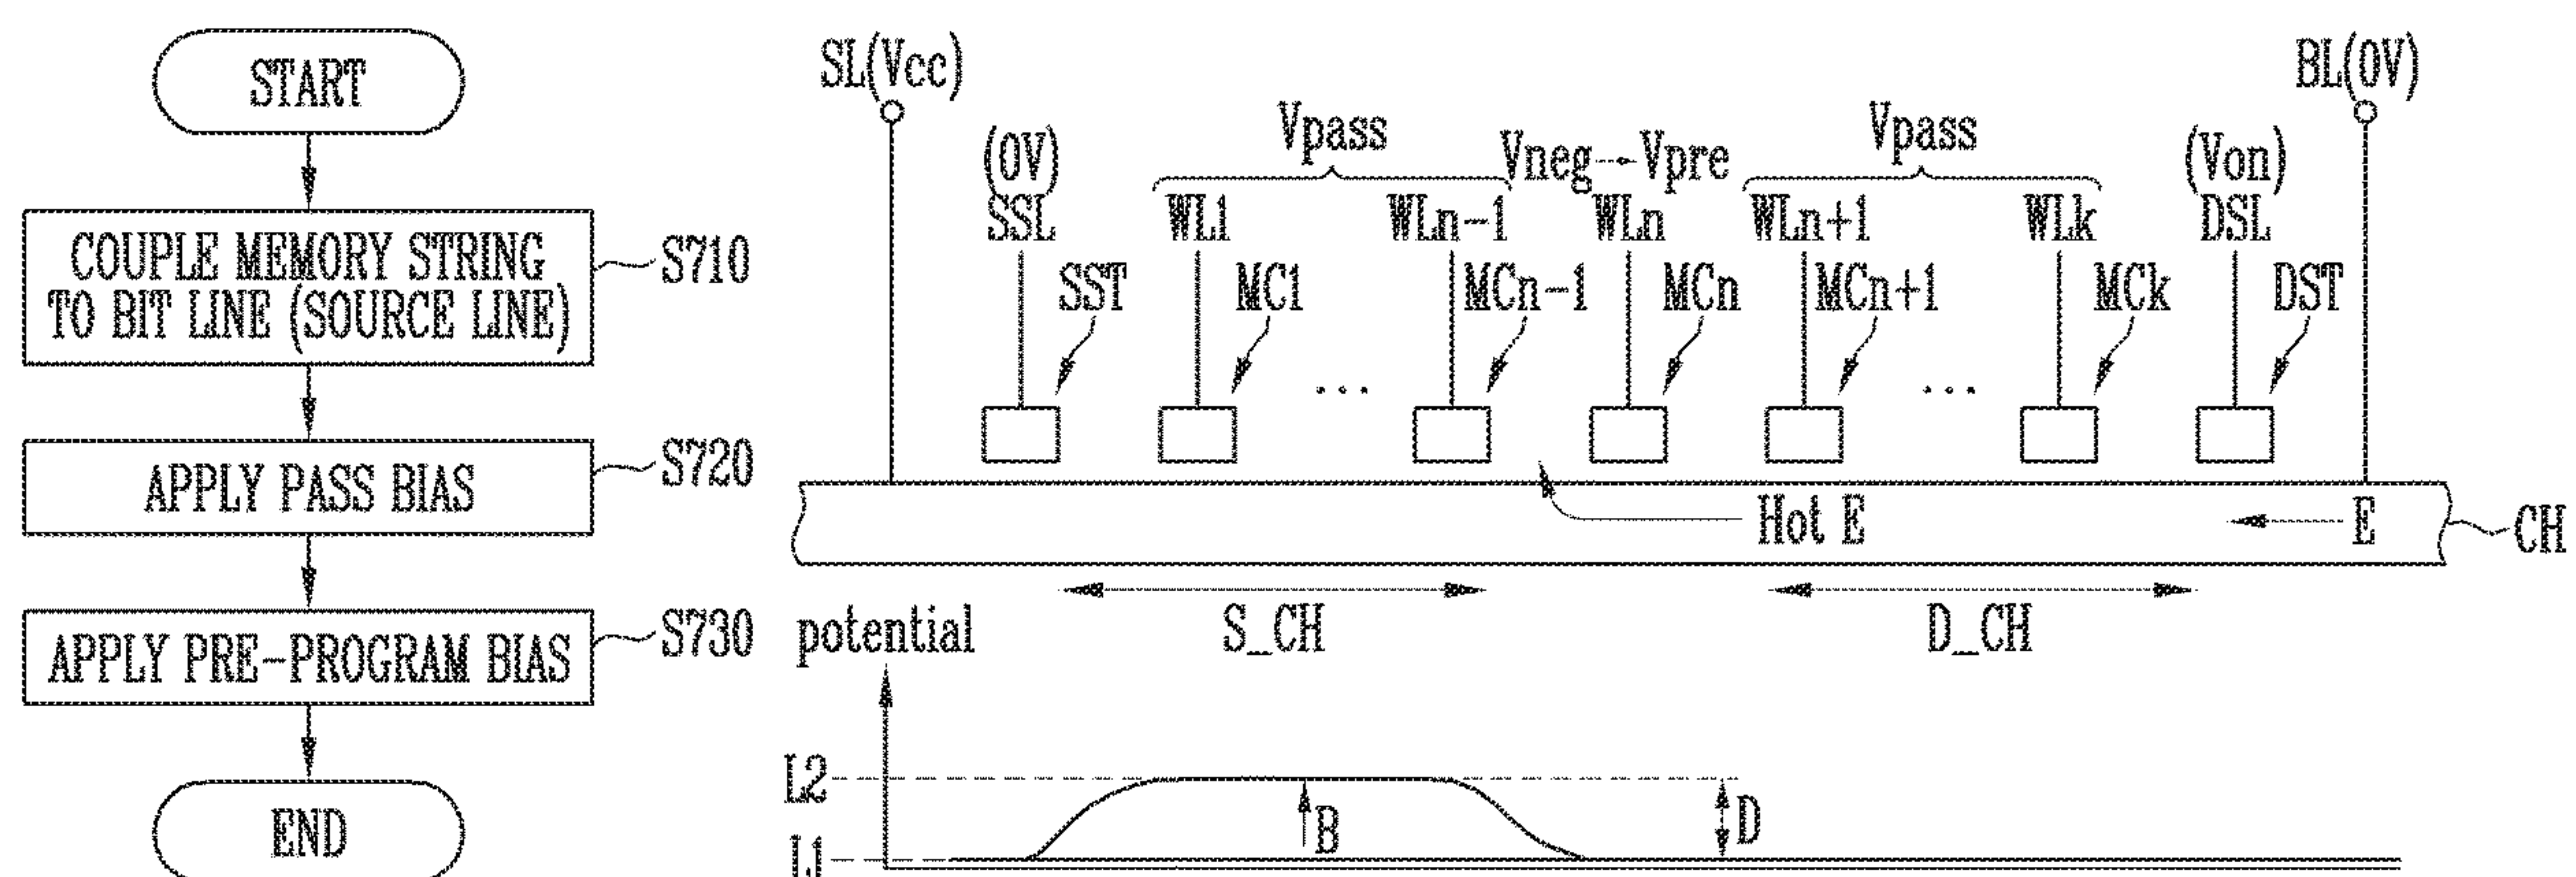 START
COUPLE MEMORY STRING
TO BIT LINE (SOURCE LINE)
S710
APPLY PASS BIAS
S720
APPLY PRE-PROGRAM BIAS
S730
END
SL(Vcc)
BL(0V)
(0V)
SSL
Vpass
WL1
WLn-1
Vneg→Vpre
WLn
Vpass
WLn+1
WLk
(Von)
DSL
SST
MC1
MCn-1
MCn
MCn+1
MCk
DST
...
...
Hot E
E
CH
S_CH
D_CH
potential
L2
B
D
L1